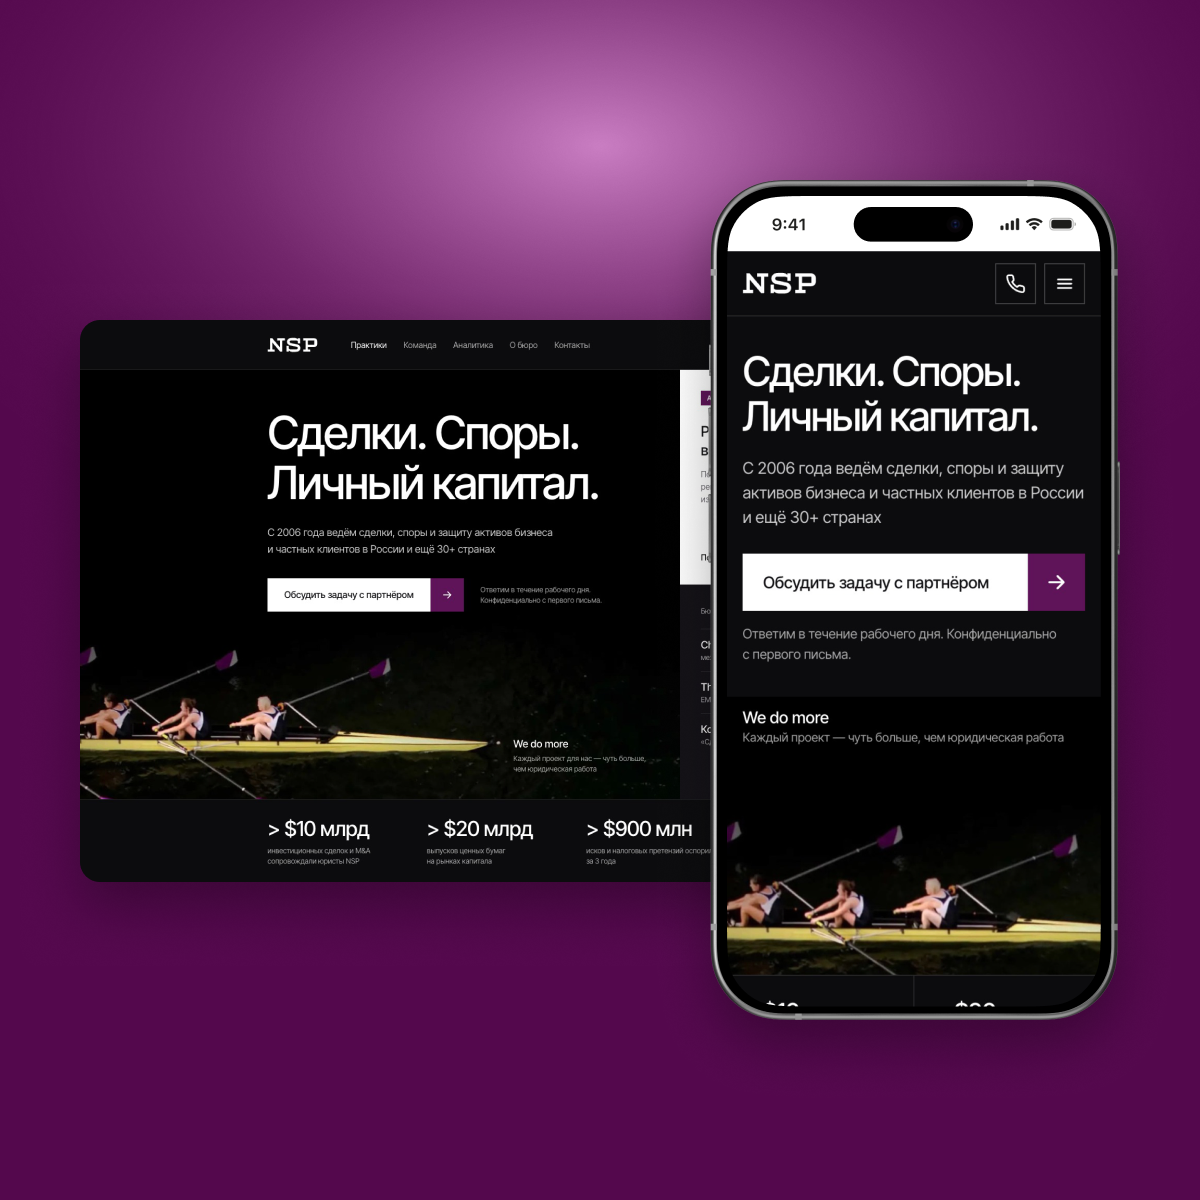 NSP
Практики
Команда
Аналитика
О бюро
Контакты
Сделки. Споры.
Личный капитал.
С 2006 года ведём сделки, споры и защиту активов бизнеса
и частных клиентов в России и ещё 30+ странах
Обсудить задачу с партнёром
Ответим в течение рабочего дня.
Конфиденциально с первого письма.
We do more
Каждый проект для нас — чуть больше,
чем юридическая работа
> $10 млрд
инвестиционных сделок и M&A
сопровождали юристы NSP
> $20 млрд
выпусков ценных бумаг
на рынках капитала
> $900 млн
исков и налоговых претензий
за 3 года
9:41
NSP
Сделки. Споры.
Личный капитал.
С 2006 года ведём сделки, споры и защиту
активов бизнеса и частных клиентов в России
и ещё 30+ странах
Обсудить задачу с партнёром
Ответим в течение рабочего дня. Конфиденциально
с первого письма.
We do more
Каждый проект — чуть больше, чем юридическая работа